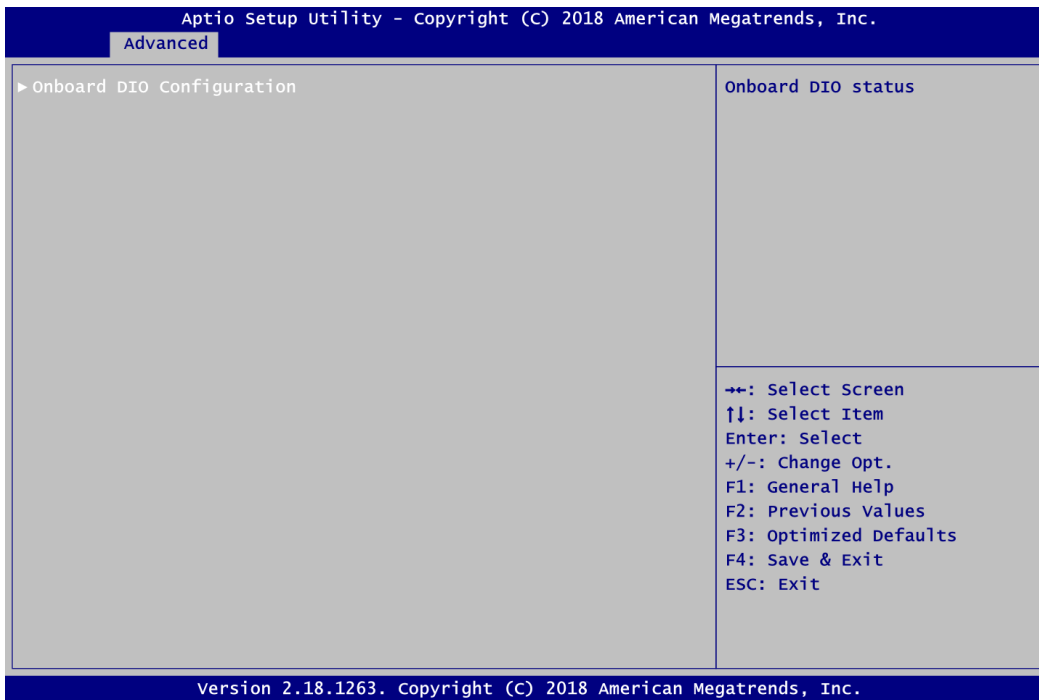 Aptio Setup Utility - Copyright (C) 2018 American Megatrends, Inc.
Advanced
►Onboard DIO Configuration
Onboard DIO status
→←: Select Screen
↑↓: Select Item
Enter: Select
+/-: Change Opt.
F1: General Help
F2: Previous Values
F3: Optimized Defaults
F4: Save & Exit
ESC: Exit
Version 2.18.1263. Copyright (C) 2018 American Megatrends, Inc.